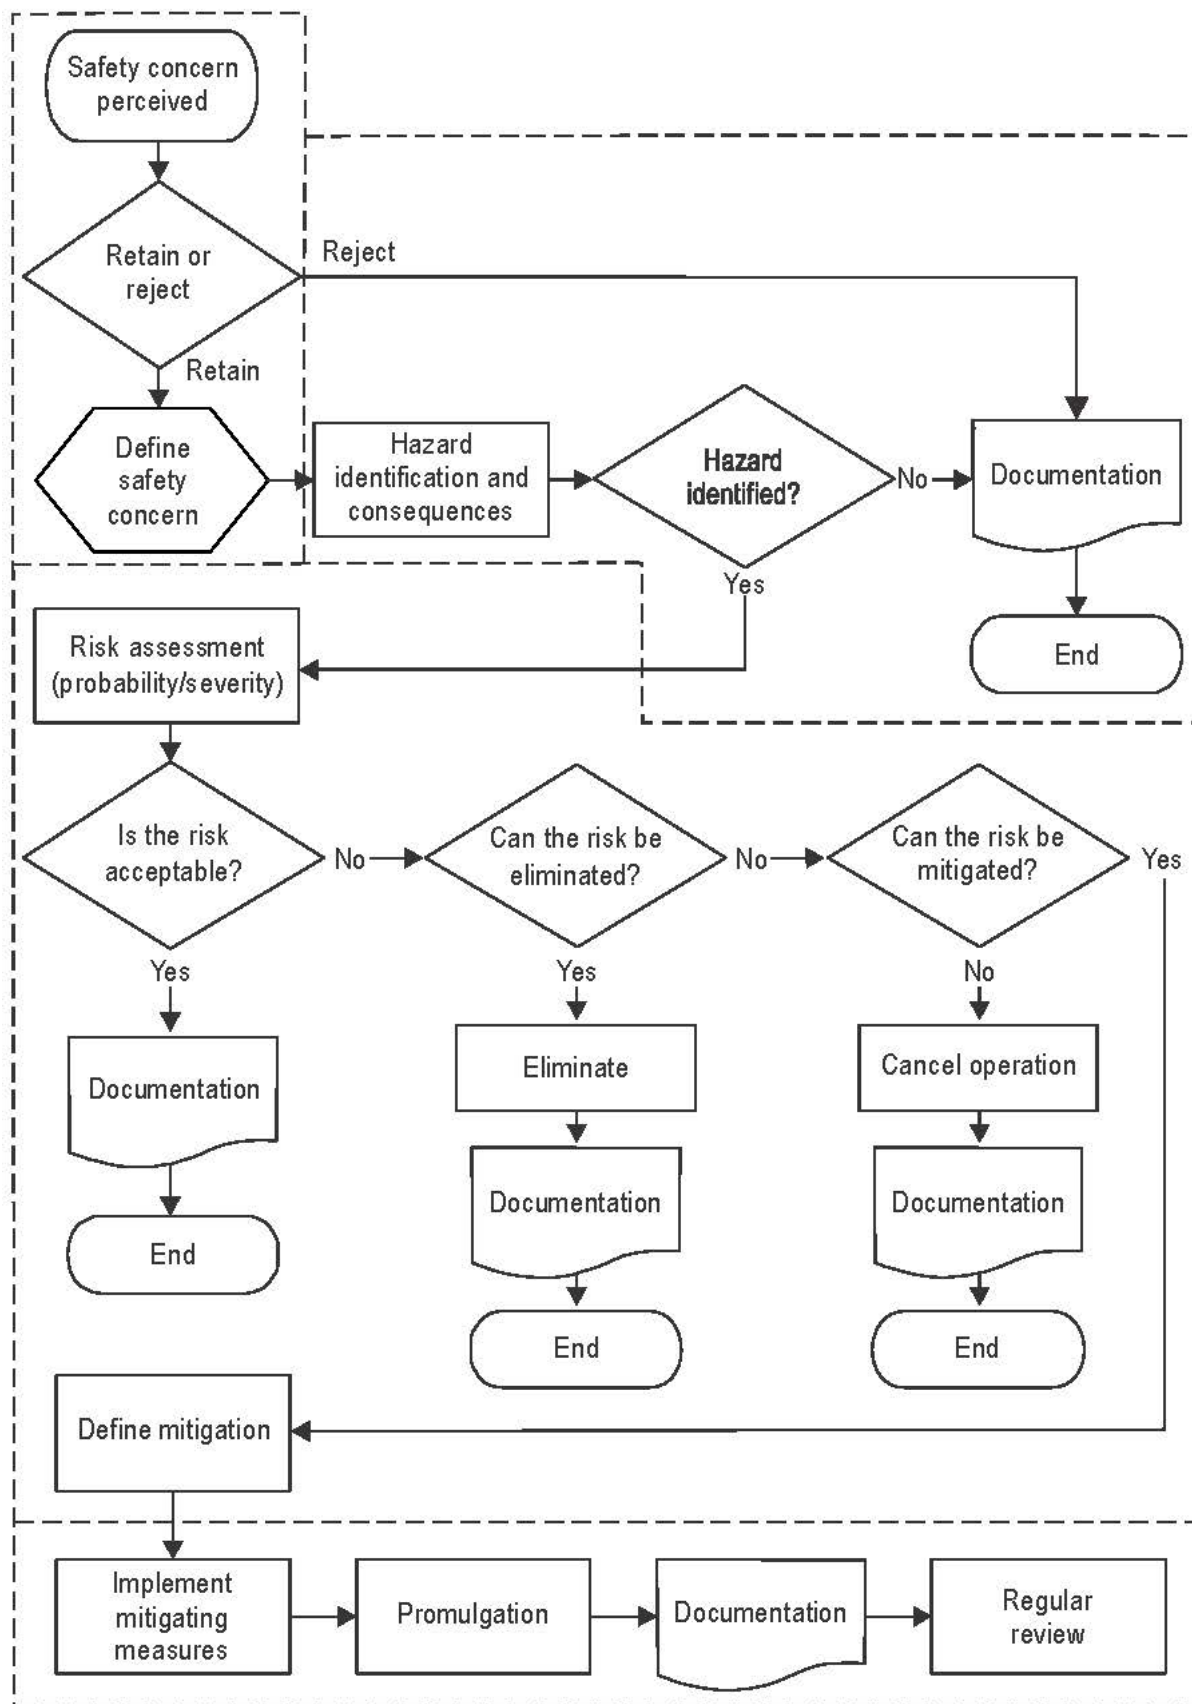 Safety concern
perceived
Retain or
reject
Reject
Retain
Define
safety
concern
Hazard
identification and
consequences
Hazard
identified?
No
Documentation
Yes
End
Risk assessment
(probability/severity)
Is the risk
acceptable?
No
Can the risk be
eliminated?
No
Can the risk be
mitigated?
Yes
Yes
Yes
No
Documentation
Eliminate
Cancel operation
Documentation
Documentation
End
End
End
Define mitigation
Implement
mitigating
measures
Promulgation
Documentation
Regular
review